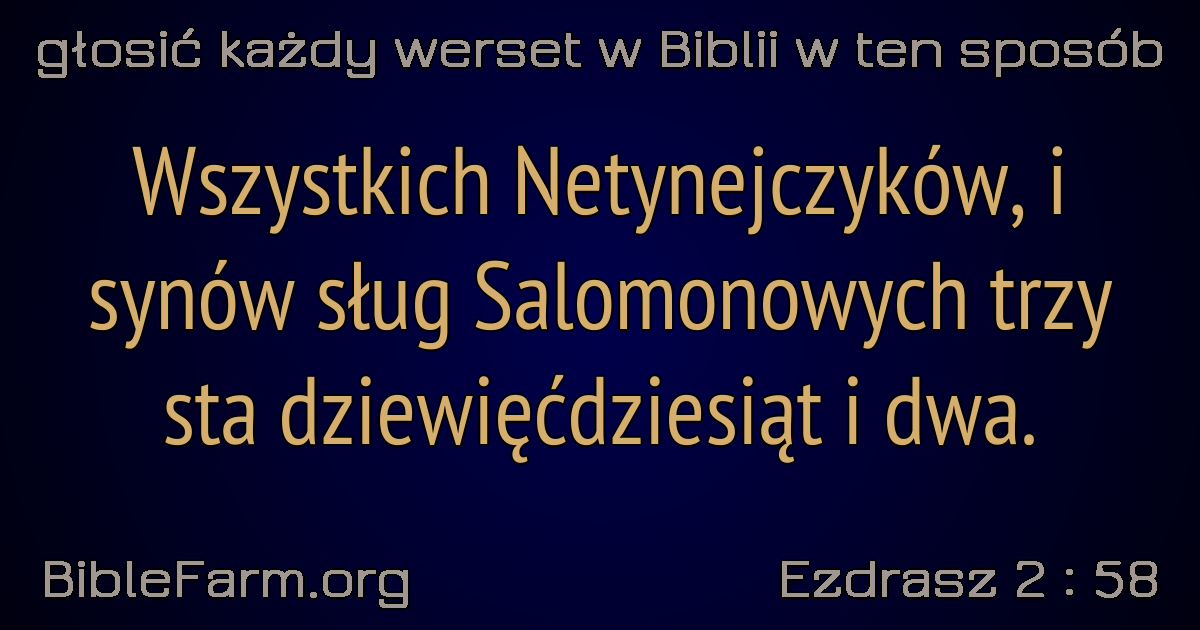 głosić każdy werset w Biblii w ten sposób
Wszystkich Netynejczyków, i
synów sług Salomonowych trzy
sta dziewięćdziesiąt i dwa.
BibleFarm.org
Ezdrasz 2 : 58